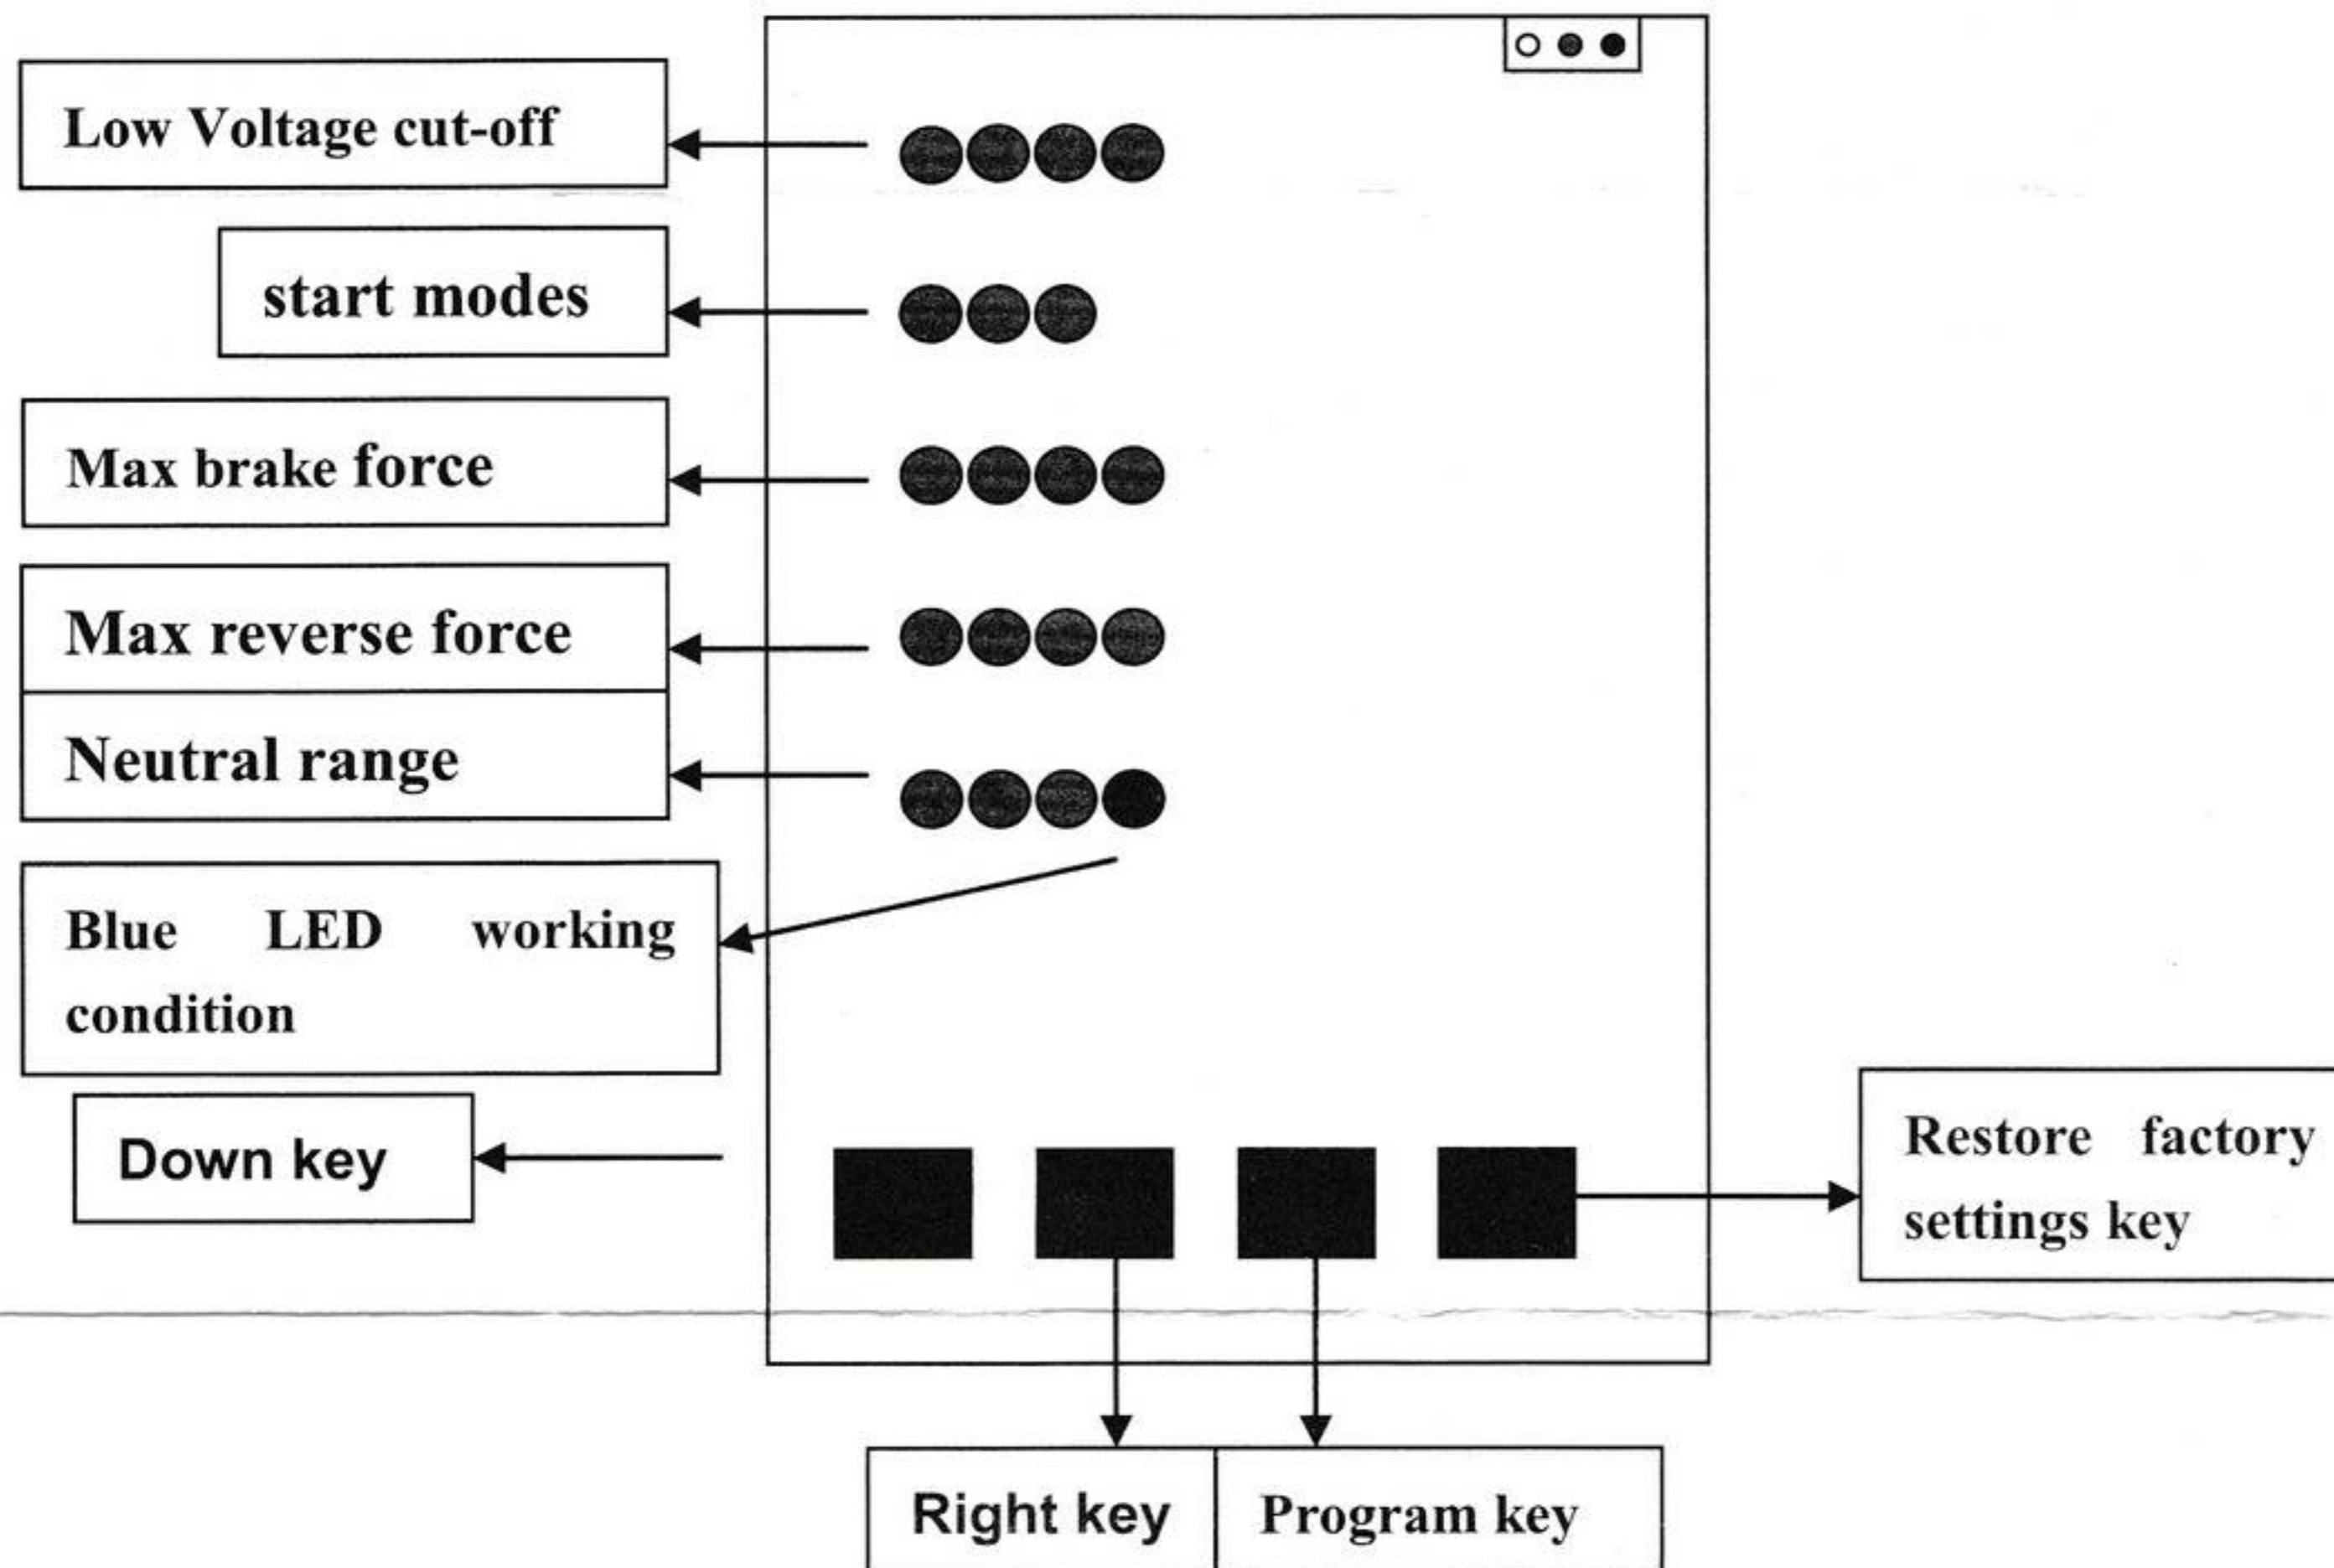 Low Voltage cut-off
start modes
Max brake force
Max reverse force
Neutral range
Blue LED working
condition
Down key
Restore factory
settings key
Right key
Program key